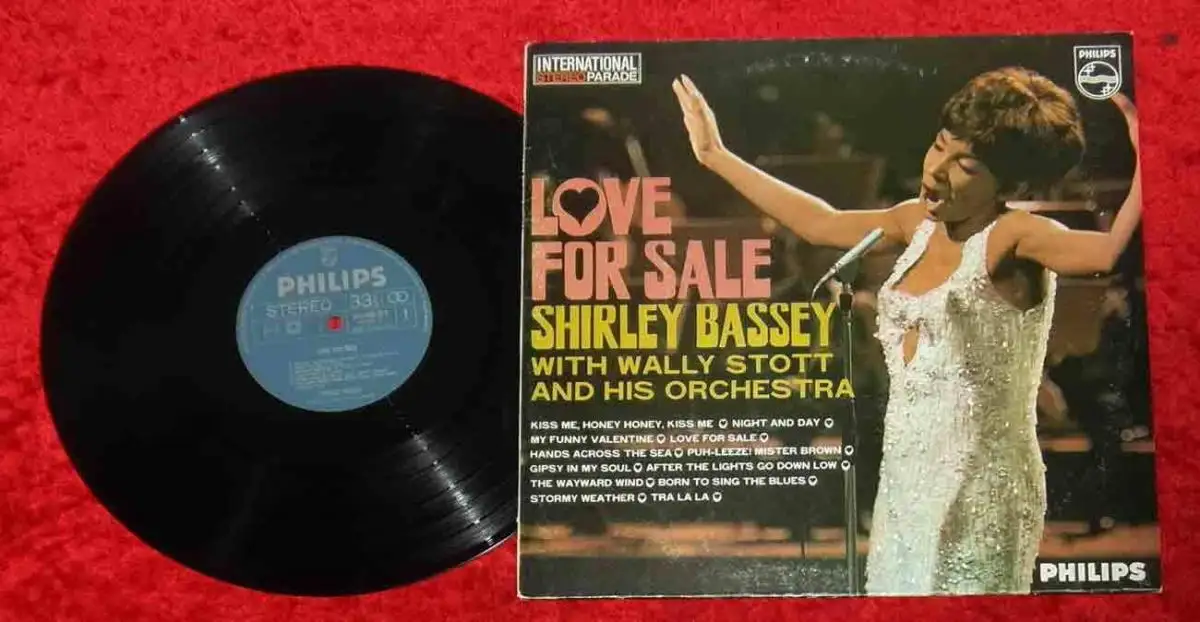 PHILIPS
STEREO 33
1
INTERNATIONAL
STEREO PARADE
PHILIPS
LOVE
FOR SALE
SHIRLEY BASSEY
WITH WALLY STOTT
AND HIS ORCHESTRA
KISS ME, HONEY HONEY, KISS ME NIGHT AND DAY
MY FUNNY VALENTINE LOVE FOR SALE
HANDS ACROSS THE SEA PUH-LEEZE! MISTER BROWN
GIPSY IN MY SOUL AFTER THE LIGHTS GO DOWN LOW
THE WAYWARD WIND BORN TO SING THE BLUES
STORMY WEATHER TRA LA LA
PHILIPS